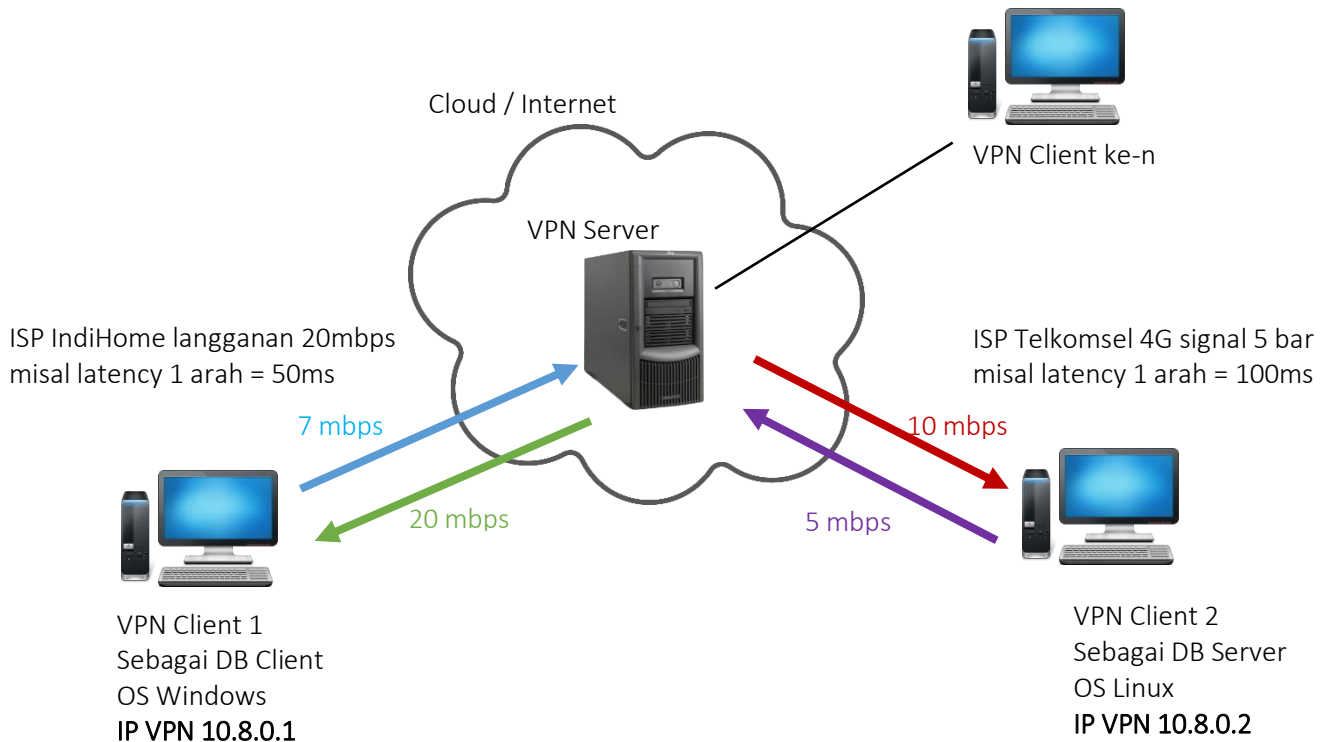 Cloud / Internet
VPN Client ke-n
VPN Server
ISP IndiHome langganan 20mbps
misal latency 1 arah = 50ms
ISP Telkomsel 4G signal 5 bar
misal latency 1 arah = 100ms
7 mbps
10 mbps
20 mbps
5 mbps
VPN Client 1
Sebagai DB Client
OS Windows
IP VPN 10.8.0.1
VPN Client 2
Sebagai DB Server
OS Linux
IP VPN 10.8.0.2